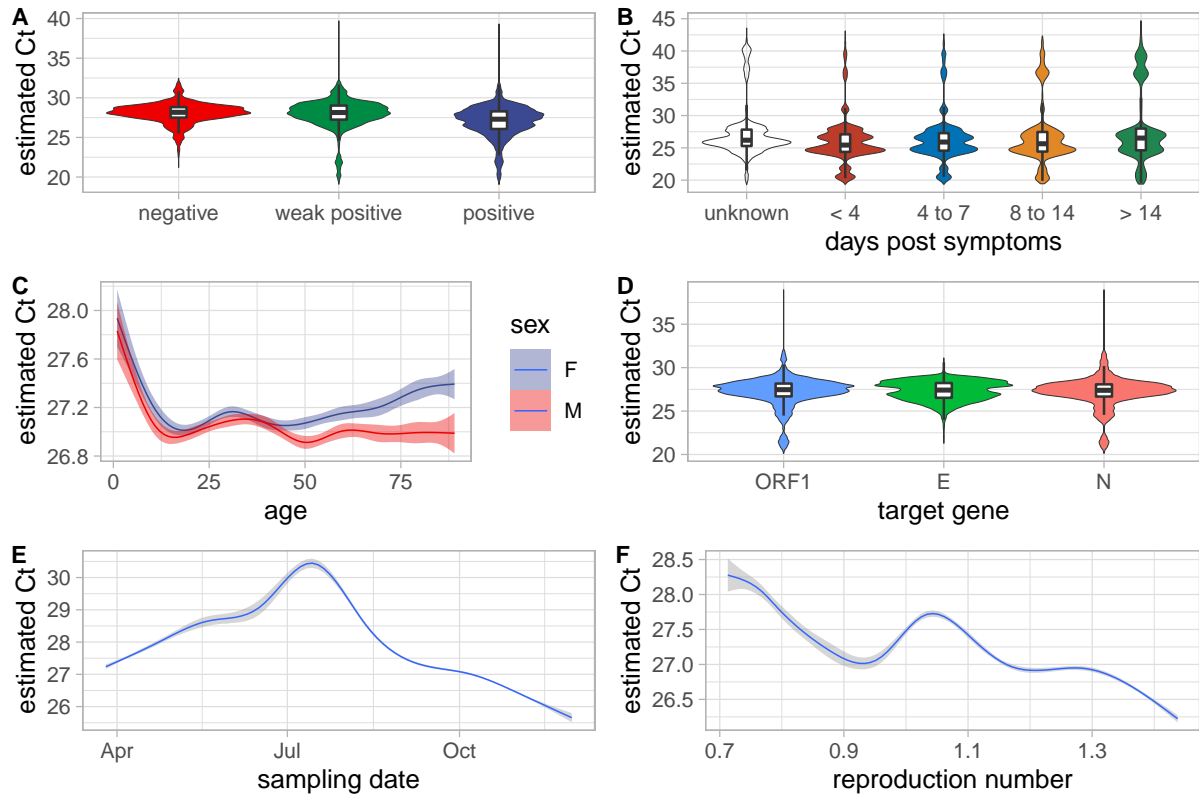 A
estimated Ct
40
35
30
25
20
negative weak positive positive
B
estimated Ct
45
40
35
30
25
20
unknown < 4 4 to 7 8 to 14 > 14
days post symptoms
C
estimated Ct
28.0
27.6
27.2
26.8
0 25 50 75
age
sex
F
M
D
estimated Ct
35
30
25
20
ORF1 E N
target gene
E
estimated Ct
30
29
28
27
26
Apr Jul Oct
sampling date
F
estimated Ct
28.5
28.0
27.5
27.0
26.5
0.7 0.9 1.1 1.3
reproduction number